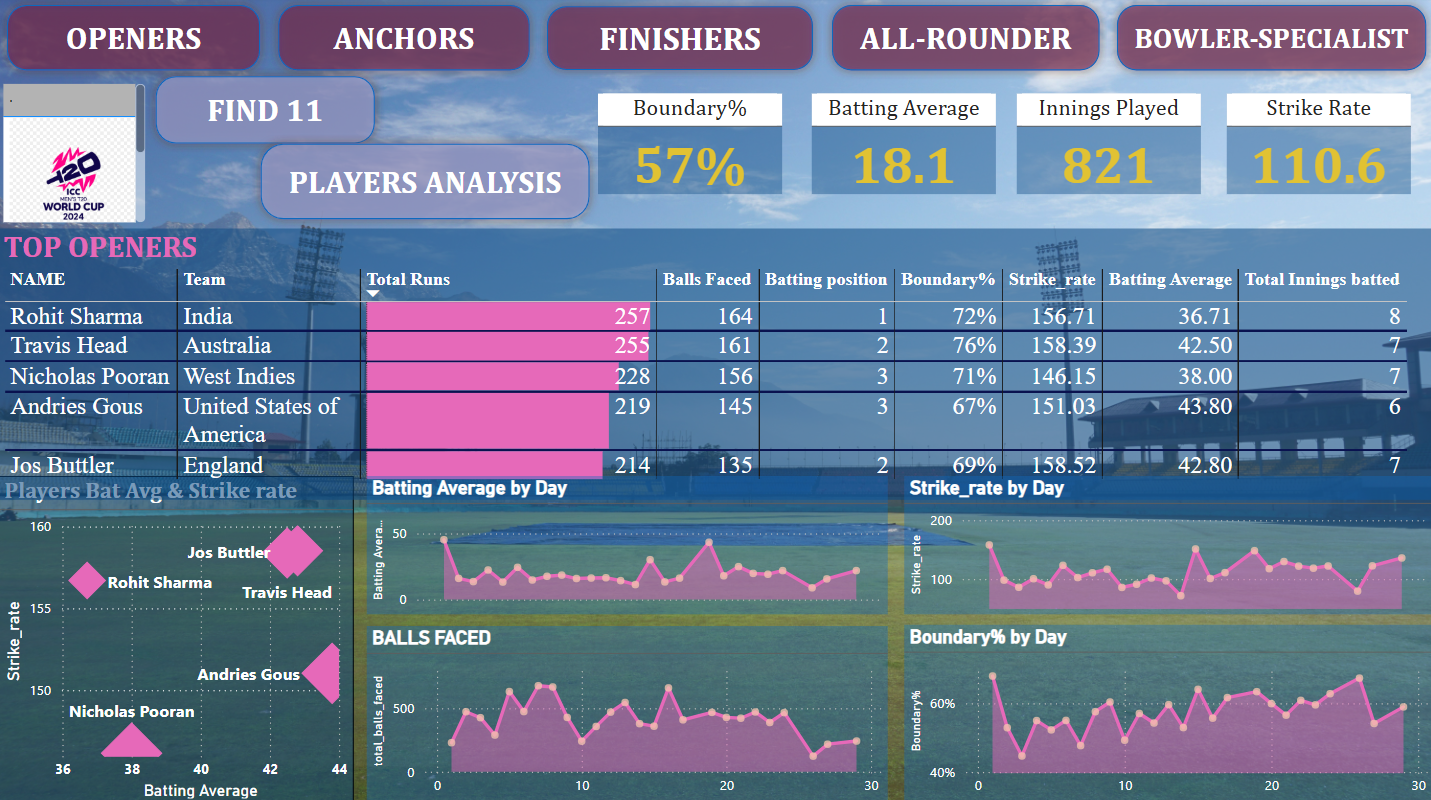 OPENERS
ANCHORS
FINISHERS
ALL-ROUNDER
BOWLER-SPECIALIST
FIND 11
PLAYERS ANALYSIS
.
T20
ICC
MEN'S T20
WORLD CUP
2024
Boundary%
57%
Batting Average
18.1
Innings Played
821
Strike Rate
110.6
TOP OPENERS
NAME Team Total Runs Balls Faced Batting position Boundary% Strike_rate Batting Average Total Innings batted
Rohit Sharma India 257 164 1 72% 156.71 36.71 8
Travis Head Australia 255 161 2 76% 158.39 42.50 7
Nicholas Pooran West Indies 228 156 3 71% 146.15 38.00 7
Andries Gous United States of 219 145 3 67% 151.03 43.80 6
America
Jos Buttler England 214 135 2 69% 158.52 42.80 7
Players Bat Avg & Strike rate
160
155
150
Strike_rate
Jos Buttler
Rohit Sharma
Travis Head
Andries Gous
Nicholas Pooran
36 38 40 42 44
Batting Average
Batting Average by Day
Batting Avera...
50
0
Strike_rate by Day
Strike_rate
200
100
BALLS FACED
total_balls_faced
500
0
0 10 20 30
Boundary% by Day
Boundary%
60%
40%
0 10 20 30